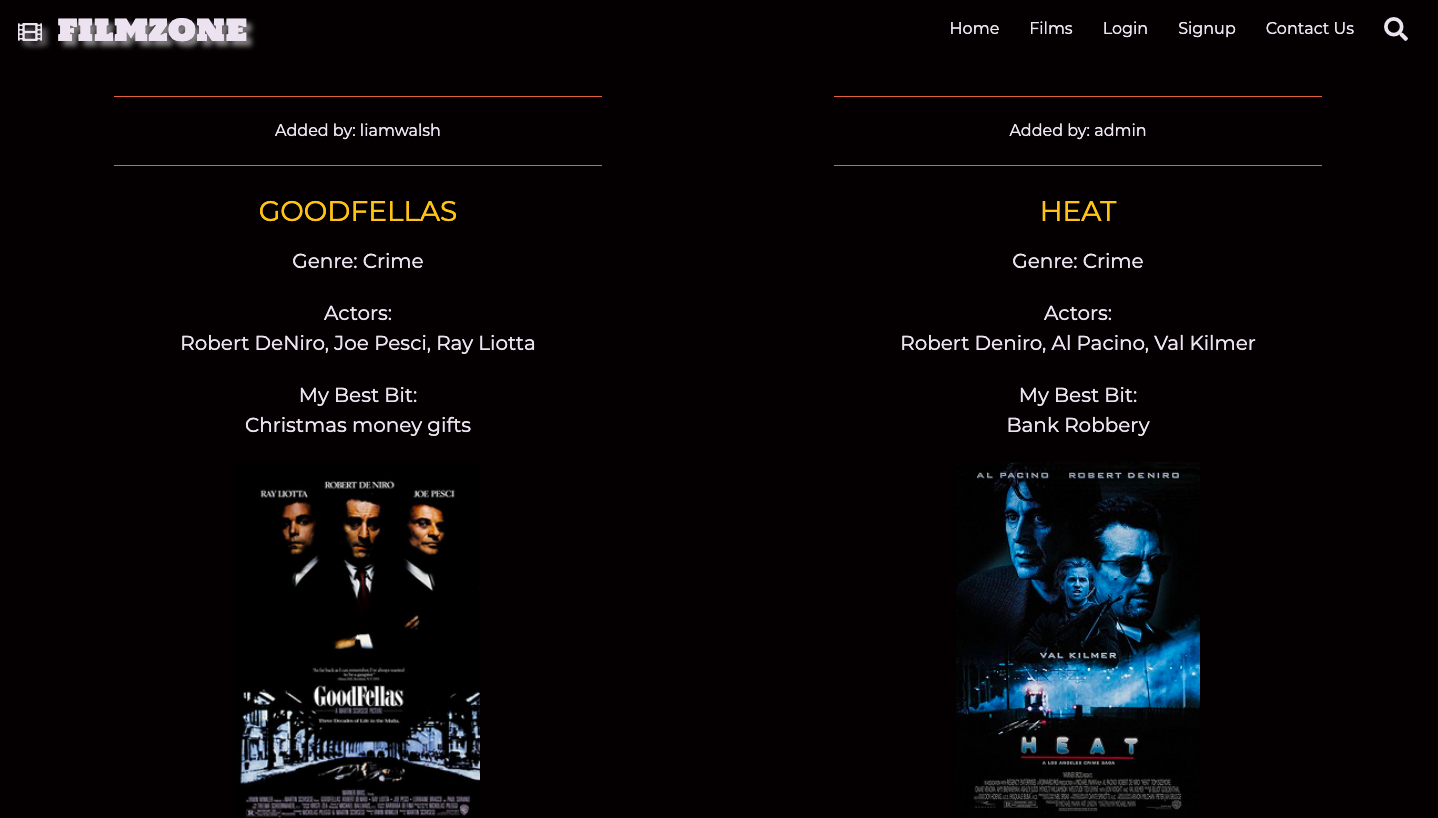 FILMZONE
Home Films Login Signup Contact Us
Added by: liamwalsh
GOODFELLAS
Genre: Crime
Actors:
Robert DeNiro, Joe Pesci, Ray Liotta
My Best Bit:
Christmas money gifts
RAY LIOTTA
ROBERT DE NIRO
JOE PESCI
GoodFellas
A MARTIN SCORSESE PICTURE
Three Decades of Life in the Mafia.
Added by: admin
HEAT
Genre: Crime
Actors:
Robert Deniro, Al Pacino, Val Kilmer
My Best Bit:
Bank Robbery
AL PACINO ROBERT DENIRO
VAL KILMER
HEAT
A LOS ANGELES CRIME SAGA